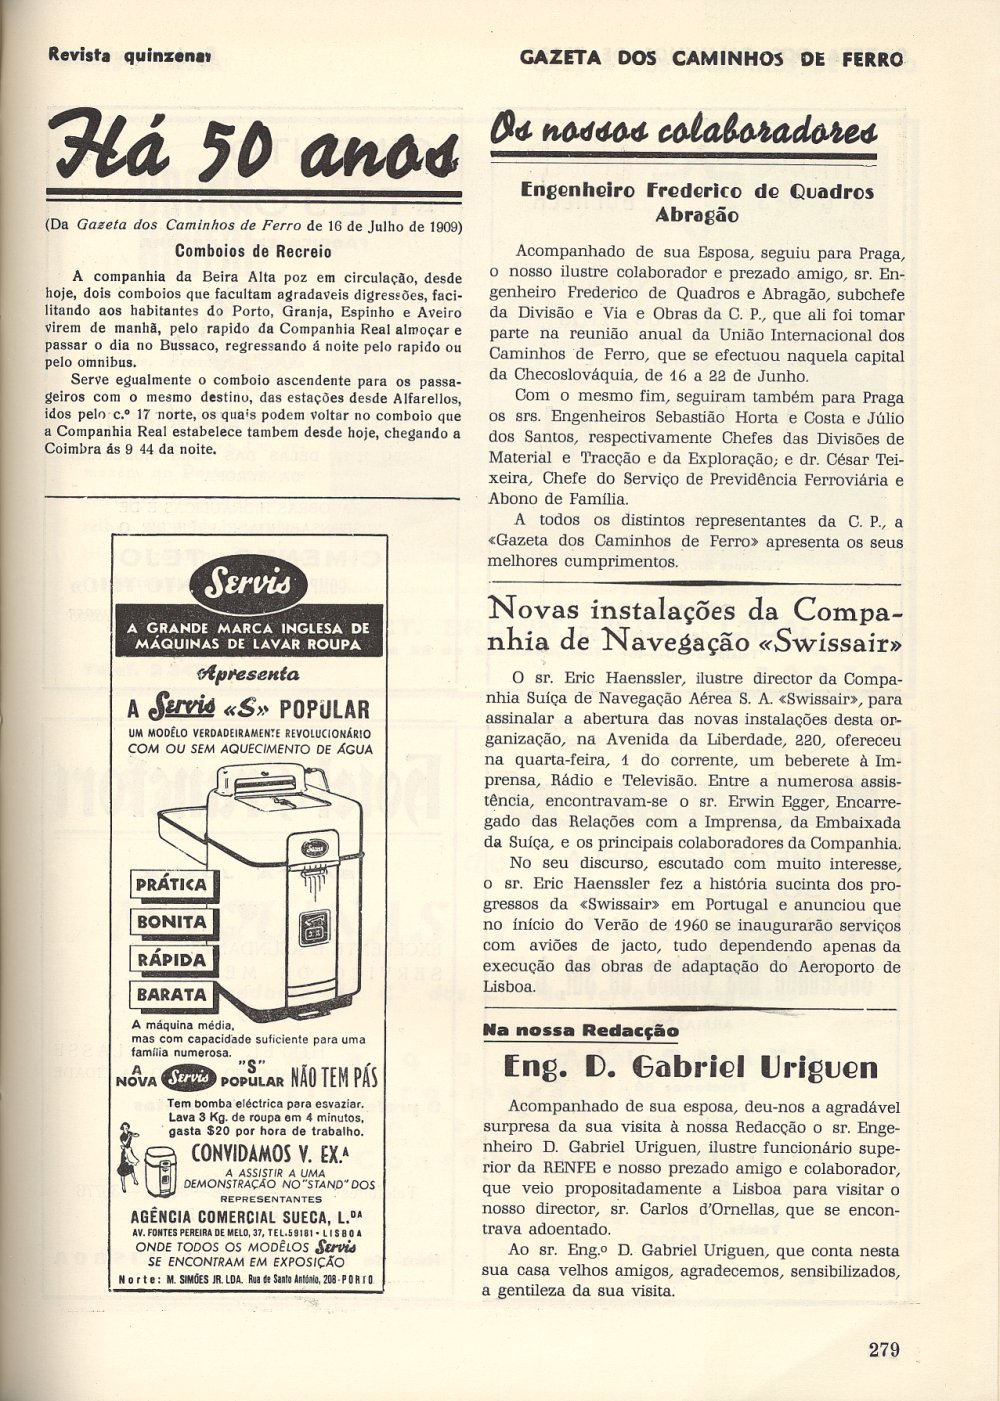 Revista quinzenal
GAZETA DOS CAMINHOS DE FERRO
Há 50 anos
(Da Gazeta dos Caminhos de Ferro de 16 de Julho de 1909)
Comboios de Recreio
A companhia da Beira Alta poz em circulação, desde
hoje, dois comboios que facultam agradaveis digressões, faci-
litando aos habitantes do Porto, Granja, Espinho e Aveiro
virem de manhã, pelo rapido da Companhia Real almoçar e
passar o dia no Bussaco, regressando á noite pelo rapido ou
pelo omnibus.
Serve egualmente o comboio ascendente para os passa-
geiros com o mesmo destino, das estações desde Alfarellos,
idos pelo c.º 17 norte, os quais podem voltar no comboio que
a Companhia Real estabelece tambem desde hoje, chegando a
Coimbra ás 9 44 da noite.
Servis
A GRANDE MARCA INGLESA DE
MÁQUINAS DE LAVAR ROUPA
Apresenta
A Servis «S» POPULAR
UM MODÊLO VERDADEIRAMENTE REVOLUCIONÁRIO
COM OU SEM AQUECIMENTO DE ÁGUA
Servis
PRÁTICA
BONITA
RÁPIDA
BARATA
A máquina média,
mas com capacidade suficiente para uma
família numerosa.
A NOVA Servis "S" POPULAR NÃO TEM PÁS
Tem bomba eléctrica para esvaziar.
Lava 3 Kg. de roupa em 4 minutos,
gasta $20 por hora de trabalho.
CONVIDAMOS V. EX.A
A ASSISTIR A UMA
DEMONSTRAÇÃO NO "STAND" DOS
REPRESENTANTES
AGÊNCIA COMERCIAL SUECA, L.DA
AV. FONTES PEREIRA DE MELO, 37, TEL. 59181 • LISBOA
ONDE TODOS OS MODÊLOS Servis
SE ENCONTRAM EM EXPOSIÇÃO
Norte: M. SIMÕES JR. LDA. Rua de Santo António, 208-PORTO
Os nossos colaboradores
Engenheiro Frederico de Quadros
Abragão
Acompanhado de sua Esposa, seguiu para Praga,
o nosso ilustre colaborador e prezado amigo, sr. En-
genheiro Frederico de Quadros e Abragão, subchefe
da Divisão e Via e Obras da C. P., que ali foi tomar
parte na reunião anual da União Internacional dos
Caminhos de Ferro, que se efectuou naquela capital
da Checoslováquia, de 16 a 22 de Junho.
Com o mesmo fim, seguiram também para Praga
os srs. Engenheiros Sebastião Horta e Costa e Júlio
dos Santos, respectivamente Chefes das Divisões de
Material e Tracção e da Exploração; e dr. César Tei-
xeira, Chefe do Serviço de Previdência Ferroviária e
Abono de Família.
A todos os distintos representantes da C. P., a
«Gazeta dos Caminhos de Ferro» apresenta os seus
melhores cumprimentos.
Novas instalações da Compa-
nhia de Navegação «Swissair»
O sr. Eric Haenssler, ilustre director da Compa-
nhia Suíça de Navegação Aérea S. A. «Swissair», para
assinalar a abertura das novas instalações desta or-
ganização, na Avenida da Liberdade, 220, ofereceu
na quarta-feira, 1 do corrente, um beberete à Im-
prensa, Rádio e Televisão. Entre a numerosa assis-
tência, encontravam-se o sr. Erwin Egger, Encarre-
gado das Relações com a Imprensa, da Embaixada
da Suíça, e os principais colaboradores da Companhia.
No seu discurso, escutado com muito interesse,
o sr. Eric Haenssler fez a história sucinta dos pro-
gressos da «Swissair» em Portugal e anunciou que
no início do Verão de 1960 se inaugurarão serviços
com aviões de jacto, tudo dependendo apenas da
execução das obras de adaptação do Aeroporto de
Lisboa.
Na nossa Redacção
Eng. D. Gabriel Uriguen
Acompanhado de sua esposa, deu-nos a agradável
surpresa da sua visita à nossa Redacção o sr. Enge-
nheiro D. Gabriel Uriguen, ilustre funcionário supe-
rior da RENFE e nosso prezado amigo e colaborador,
que veio propositadamente a Lisboa para visitar o
nosso director, sr. Carlos d'Ornellas, que se encon-
trava adoentado.
Ao sr. Eng.º D. Gabriel Uriguen, que conta nesta
sua casa velhos amigos, agradecemos, sensibilizados,
a gentileza da sua visita.
279